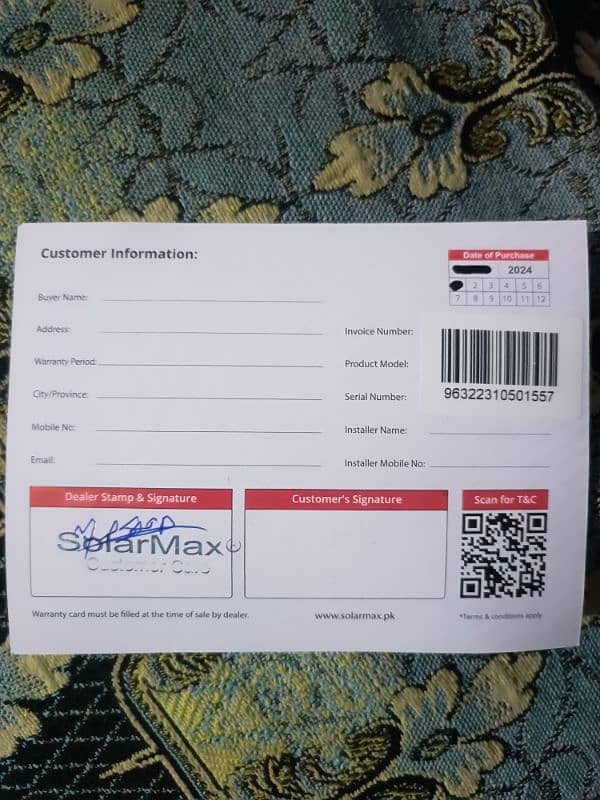 Customer Information:
Date of Purchase
2024
2 3 4 5 6
7 8 9 10 11 12
Buyer Name:
Address:
Warranty Period:
City/Province:
Mobile No:
Email:
Invoice Number:
Product Model:
Serial Number:
Installer Name:
Installer Mobile No:
96322310501557
Dealer Stamp & Signature
SolarMax
Customer Care
Customer's Signature
Scan for T&C
Warranty card must be filled at the time of sale by dealer.
www.solarmax.pk
*Terms & conditions apply